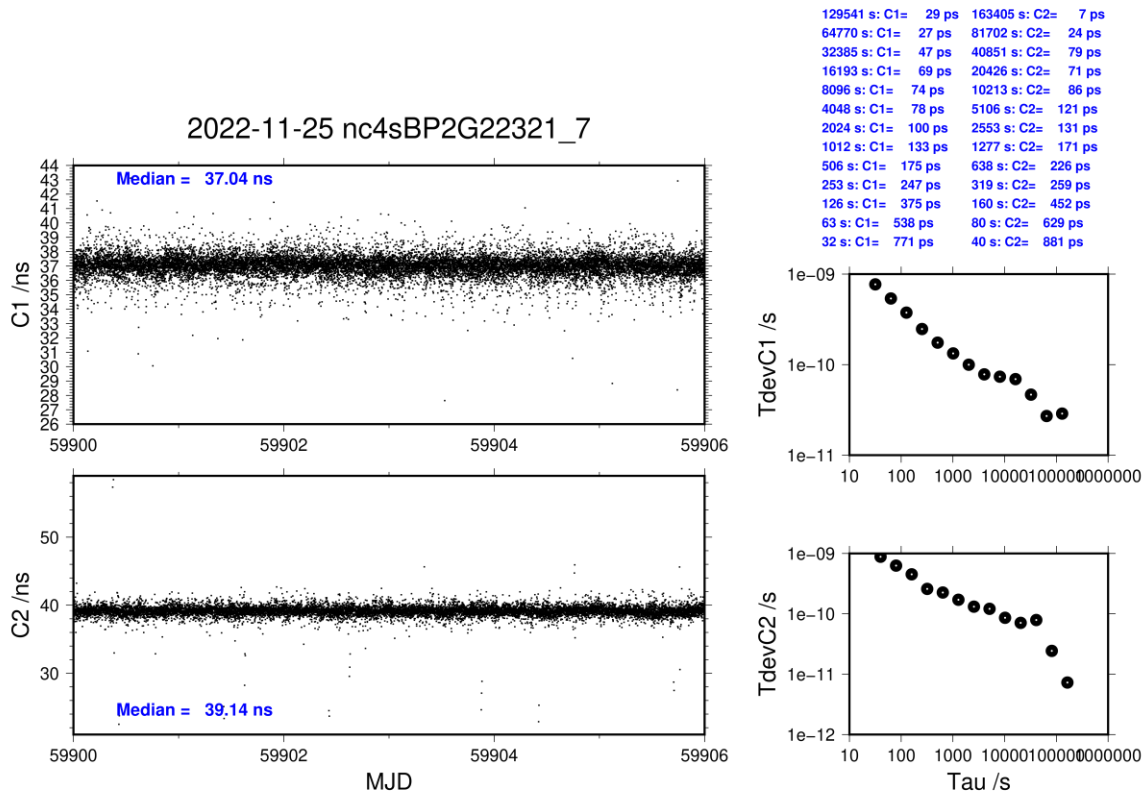 129541 s: C1= 29 ps 163405 s: C2= 7 ps
64770 s: C1= 27 ps 81702 s: C2= 24 ps
32385 s: C1= 47 ps 40851 s: C2= 79 ps
16193 s: C1= 69 ps 20426 s: C2= 71 ps
8096 s: C1= 74 ps 10213 s: C2= 86 ps
4048 s: C1= 78 ps 5106 s: C2= 121 ps
2024 s: C1= 100 ps 2553 s: C2= 131 ps
1012 s: C1= 133 ps 1277 s: C2= 171 ps
506 s: C1= 175 ps 638 s: C2= 226 ps
253 s: C1= 247 ps 319 s: C2= 259 ps
126 s: C1= 375 ps 160 s: C2= 452 ps
63 s: C1= 538 ps 80 s: C2= 629 ps
32 s: C1= 771 ps 40 s: C2= 881 ps
2022-11-25 nc4sBP2G22321_7
Median = 37.04 ns
C1 /ns
44
43
42
41
40
39
38
37
36
35
34
33
32
31
30
29
28
27
26
59900 59902 59904 59906
TdevC1 /s
1e−09
1e−10
1e−11
10 100 1000 10000 100000 1000000
C2 /ns
50
40
30
Median = 39.14 ns
59900 59902 59904 59906
MJD
TdevC2 /s
1e−09
1e−10
1e−11
1e−12
10 100 1000 10000 100000 1000000
Tau /s